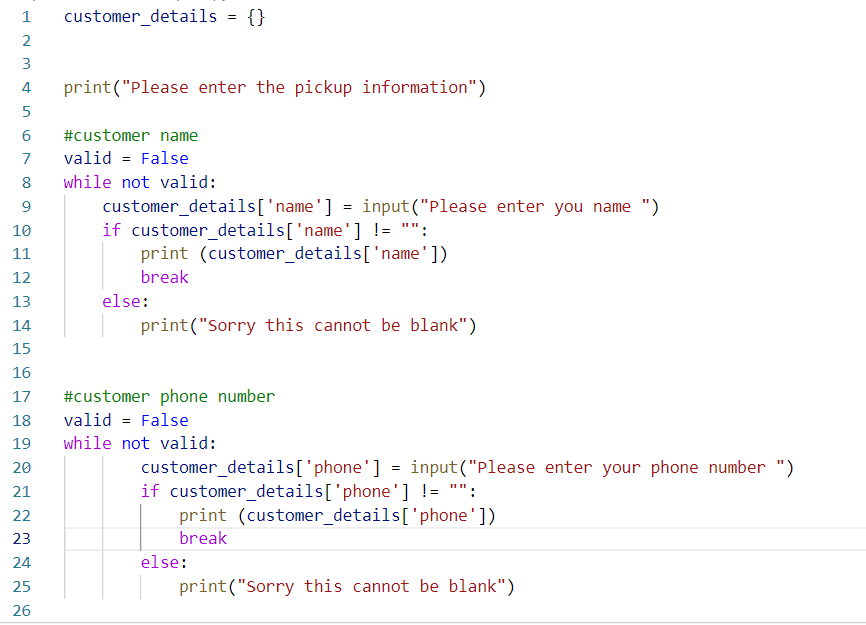 1 customer_details = {}
2
3
4 print("Please enter the pickup information")
5
6 #customer name
7 valid = False
8 while not valid:
9     customer_details['name'] = input("Please enter you name ")
10     if customer_details['name'] != "":
11         print (customer_details['name'])
12         break
13     else:
14         print("Sorry this cannot be blank")
15
16
17 #customer phone number
18 valid = False
19 while not valid:
20         customer_details['phone'] = input("Please enter your phone number ")
21         if customer_details['phone'] != "":
22             print (customer_details['phone'])
23             break
24         else:
25             print("Sorry this cannot be blank")
26